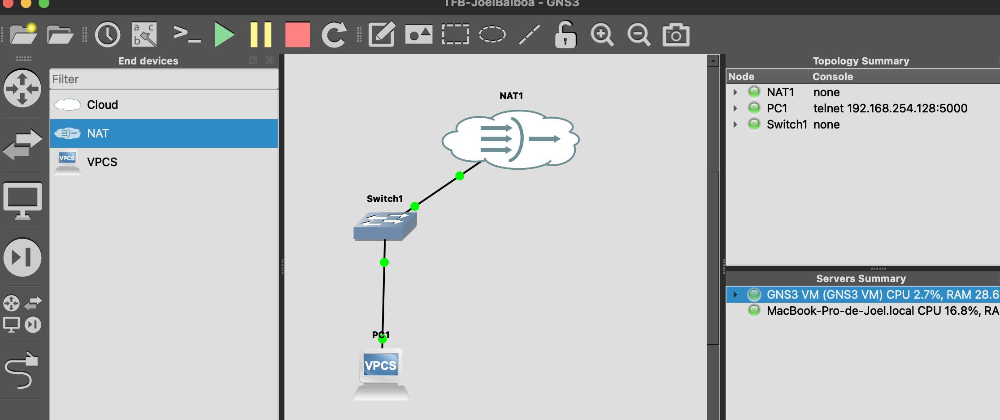 TFB-JoelBalboa - GNS3
a c
b
>_
End devices
Filter
Cloud
NAT
VPCS
VPCS
NAT1
Switch1
PC1
VPCS
Topology Summary
Node Console
NAT1 none
PC1 telnet 192.168.254.128:5000
Switch1 none
Servers Summary
GNS3 VM (GNS3 VM) CPU 2.7%, RAM 28.6
MacBook-Pro-de-Joel.local CPU 16.8%, RA